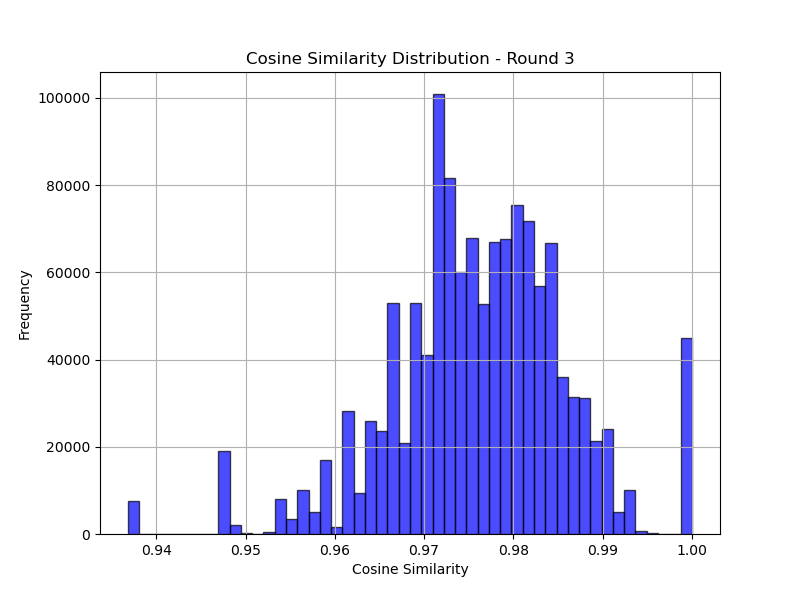 Cosine Similarity Distribution - Round 3
100000
80000
60000
40000
20000
0
Frequency
0.94 0.95 0.96 0.97 0.98 0.99 1.00
Cosine Similarity